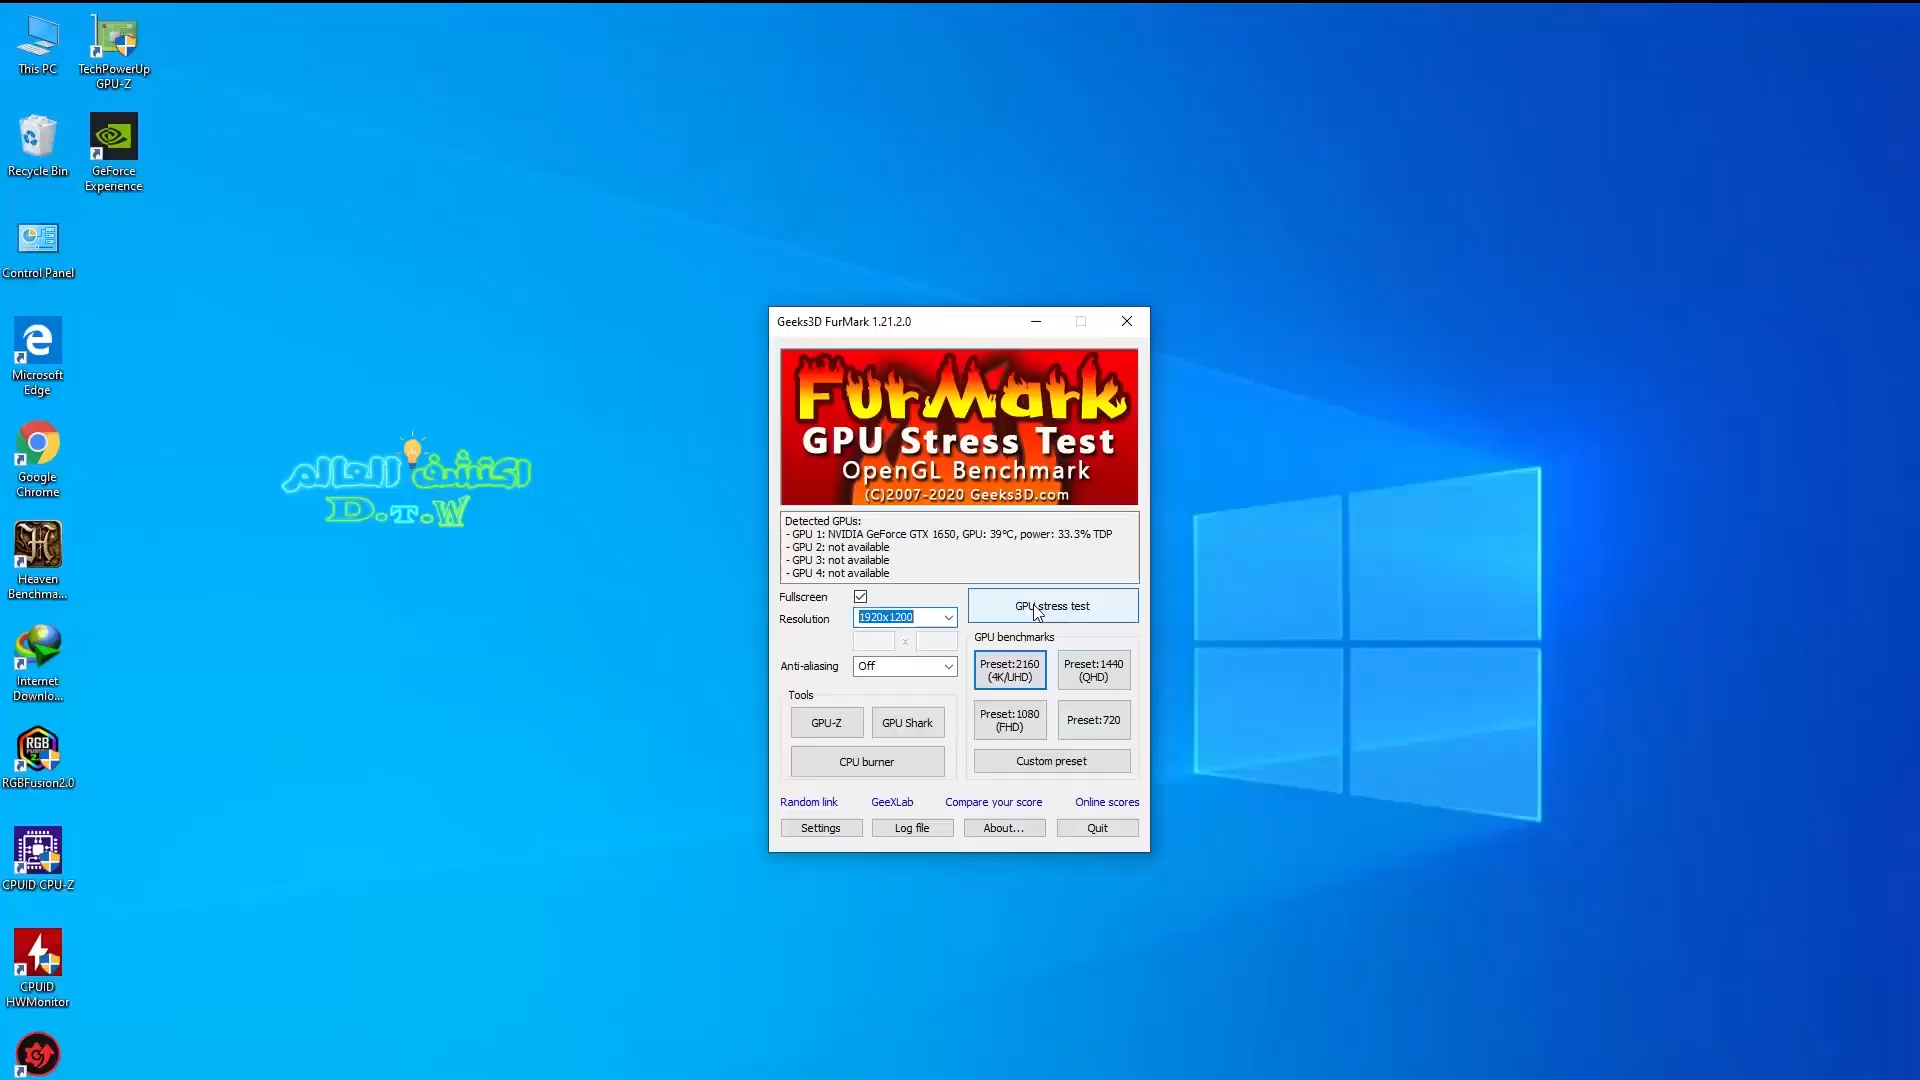 This PC
TechPowerUp
GPU-Z
Recycle Bin
GeForce
Experience
Control Panel
Microsoft
Edge
Google
Chrome
Heaven
Benchma...
Internet
Downlo...
RGB
RGBFusion2.0
CPUID CPU-Z
CPUID
HWMonitor
اكتشف العالم
D.T.W
Geeks3D FurMark 1.21.2.0
FurMark
GPU Stress Test
OpenGL Benchmark
(C)2007-2020 Geeks3D.com
Detected GPUs:
- GPU 1: NVIDIA GeForce GTX 1650, GPU: 39°C, power: 33.3% TDP
- GPU 2: not available
- GPU 3: not available
- GPU 4: not available
Fullscreen
GPU stress test
Resolution 1920x1200
x
Anti-aliasing Off
GPU benchmarks
Preset:2160
(4K/UHD)
Preset:1440
(QHD)
Preset:1080
(FHD)
Preset:720
Custom preset
Tools
GPU-Z
GPU Shark
CPU burner
Random link GeeXLab Compare your score Online scores
Settings Log file About... Quit